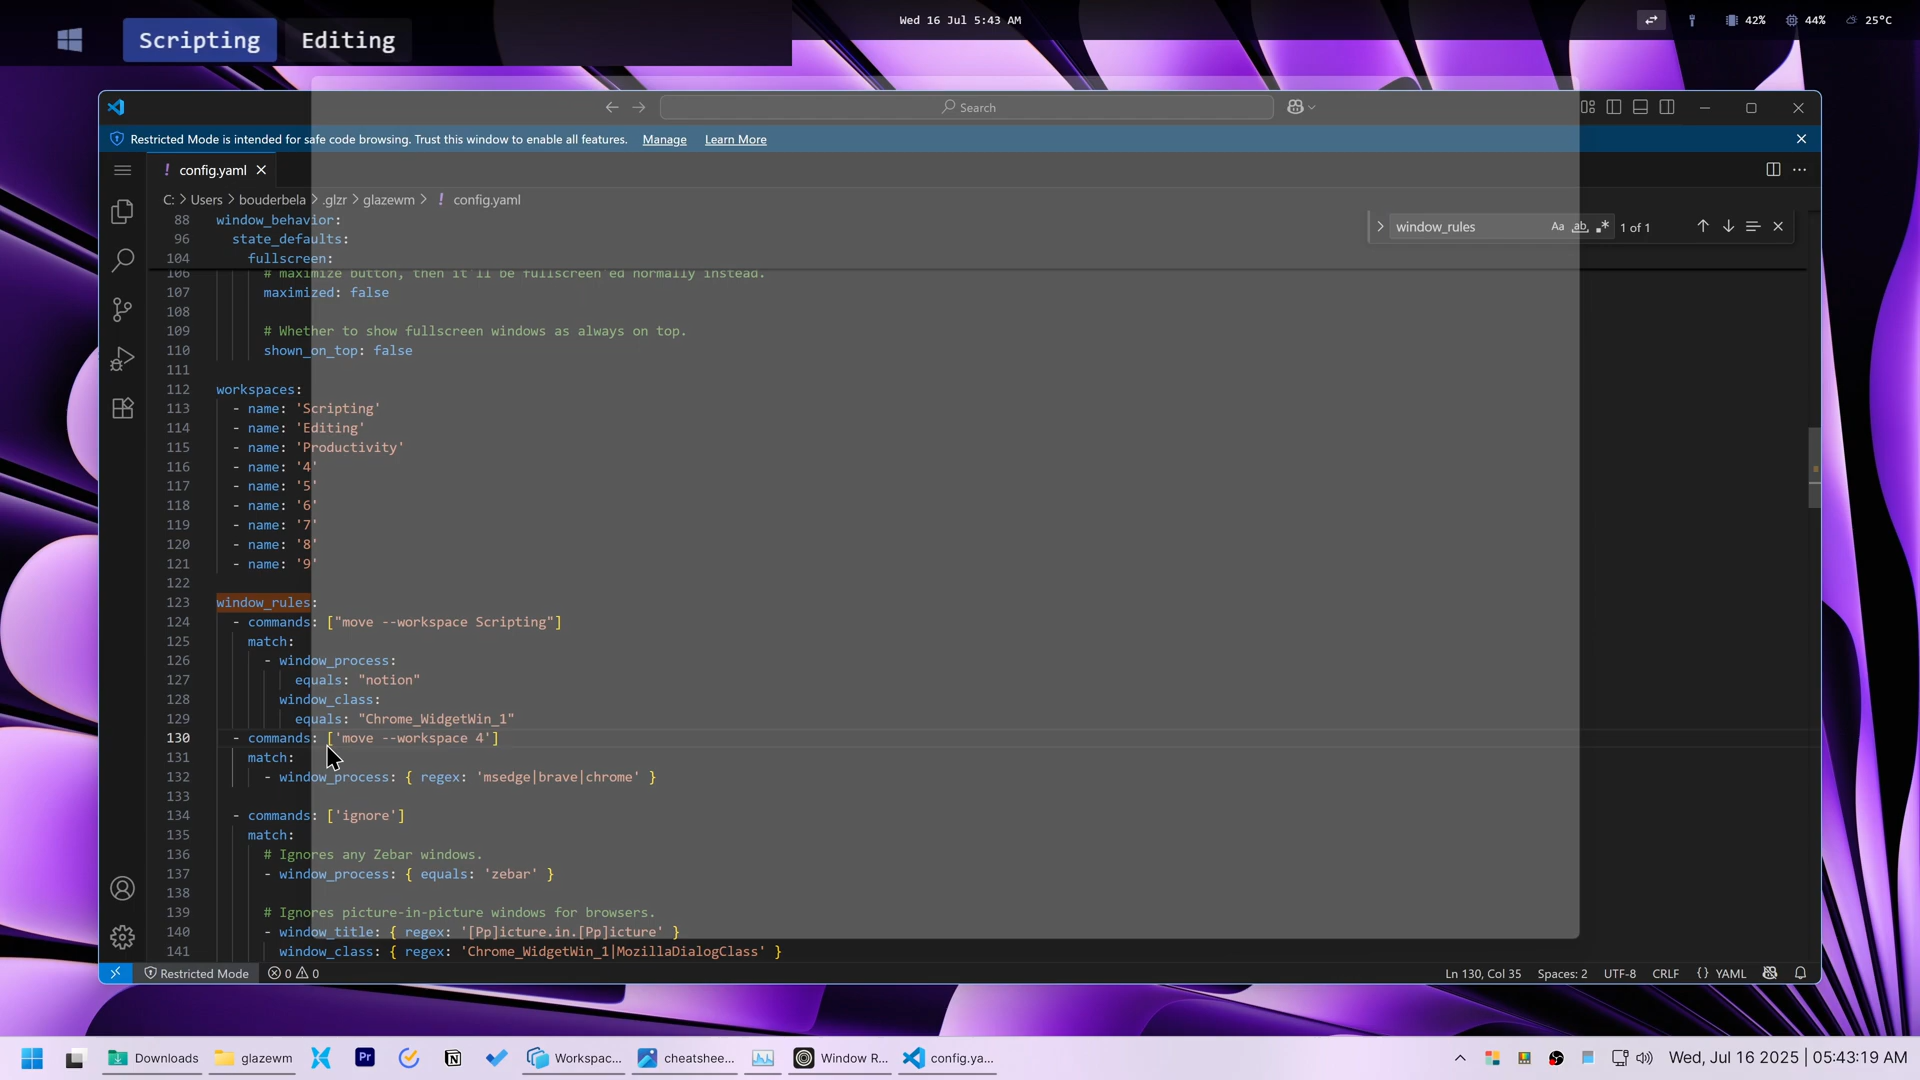 Scripting Editing
Wed 16 Jul 5:43 AM
42% 44% 25°C
Search
Restricted Mode is intended for safe code browsing. Trust this window to enable all features. Manage Learn More
! config.yaml
C: > Users > bouderbela > .glzr > glazewm > ! config.yaml
window_rules Aa ab 1 of 1
88 window_behavior:
96 state_defaults:
104 fullscreen:
106 # maximize button, then it'll be fullscreen'ed normally instead.
107 maximized: false
108
109 # Whether to show fullscreen windows as always on top.
110 shown_on_top: false
111
112 workspaces:
113 - name: 'Scripting'
114 - name: 'Editing'
115 - name: 'Productivity'
116 - name: '4'
117 - name: '5'
118 - name: '6'
119 - name: '7'
120 - name: '8'
121 - name: '9'
122
123 window_rules:
124 - commands: ["move --workspace Scripting"]
125 match:
126 - window_process:
127 equals: "notion"
128 window_class:
129 equals: "Chrome_WidgetWin_1"
130 - commands: ['move --workspace 4']
131 match:
132 - window_process: { regex: 'msedge|brave|chrome' }
133
134 - commands: ['ignore']
135 match:
136 # Ignores any Zebar windows.
137 - window_process: { equals: 'zebar' }
138
139 # Ignores picture-in-picture windows for browsers.
140 - window_title: { regex: '[Pp]icture.in.[Pp]icture' }
141 window_class: { regex: 'Chrome_WidgetWin_1|MozillaDialogClass' }
Restricted Mode 0 0
Ln 130, Col 35 Spaces: 2 UTF-8 CRLF {} YAML
Downloads glazewm Pr Workspac... cheatshee... Window R... config.ya...
Wed, Jul 16 2025 | 05:43:19 AM